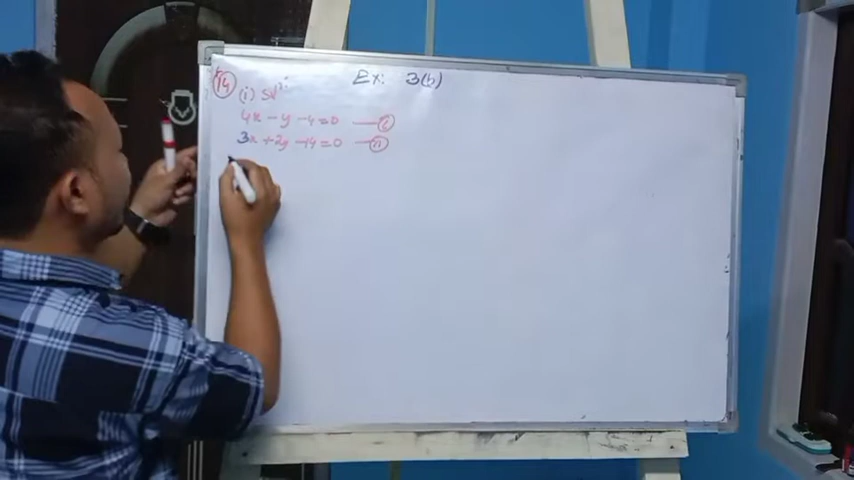 Ex: 3(b)
14 (i) Solⁿ:
4x - y - 4 = 0 — (i)
3x + 2y - 14 = 0 — (ii)